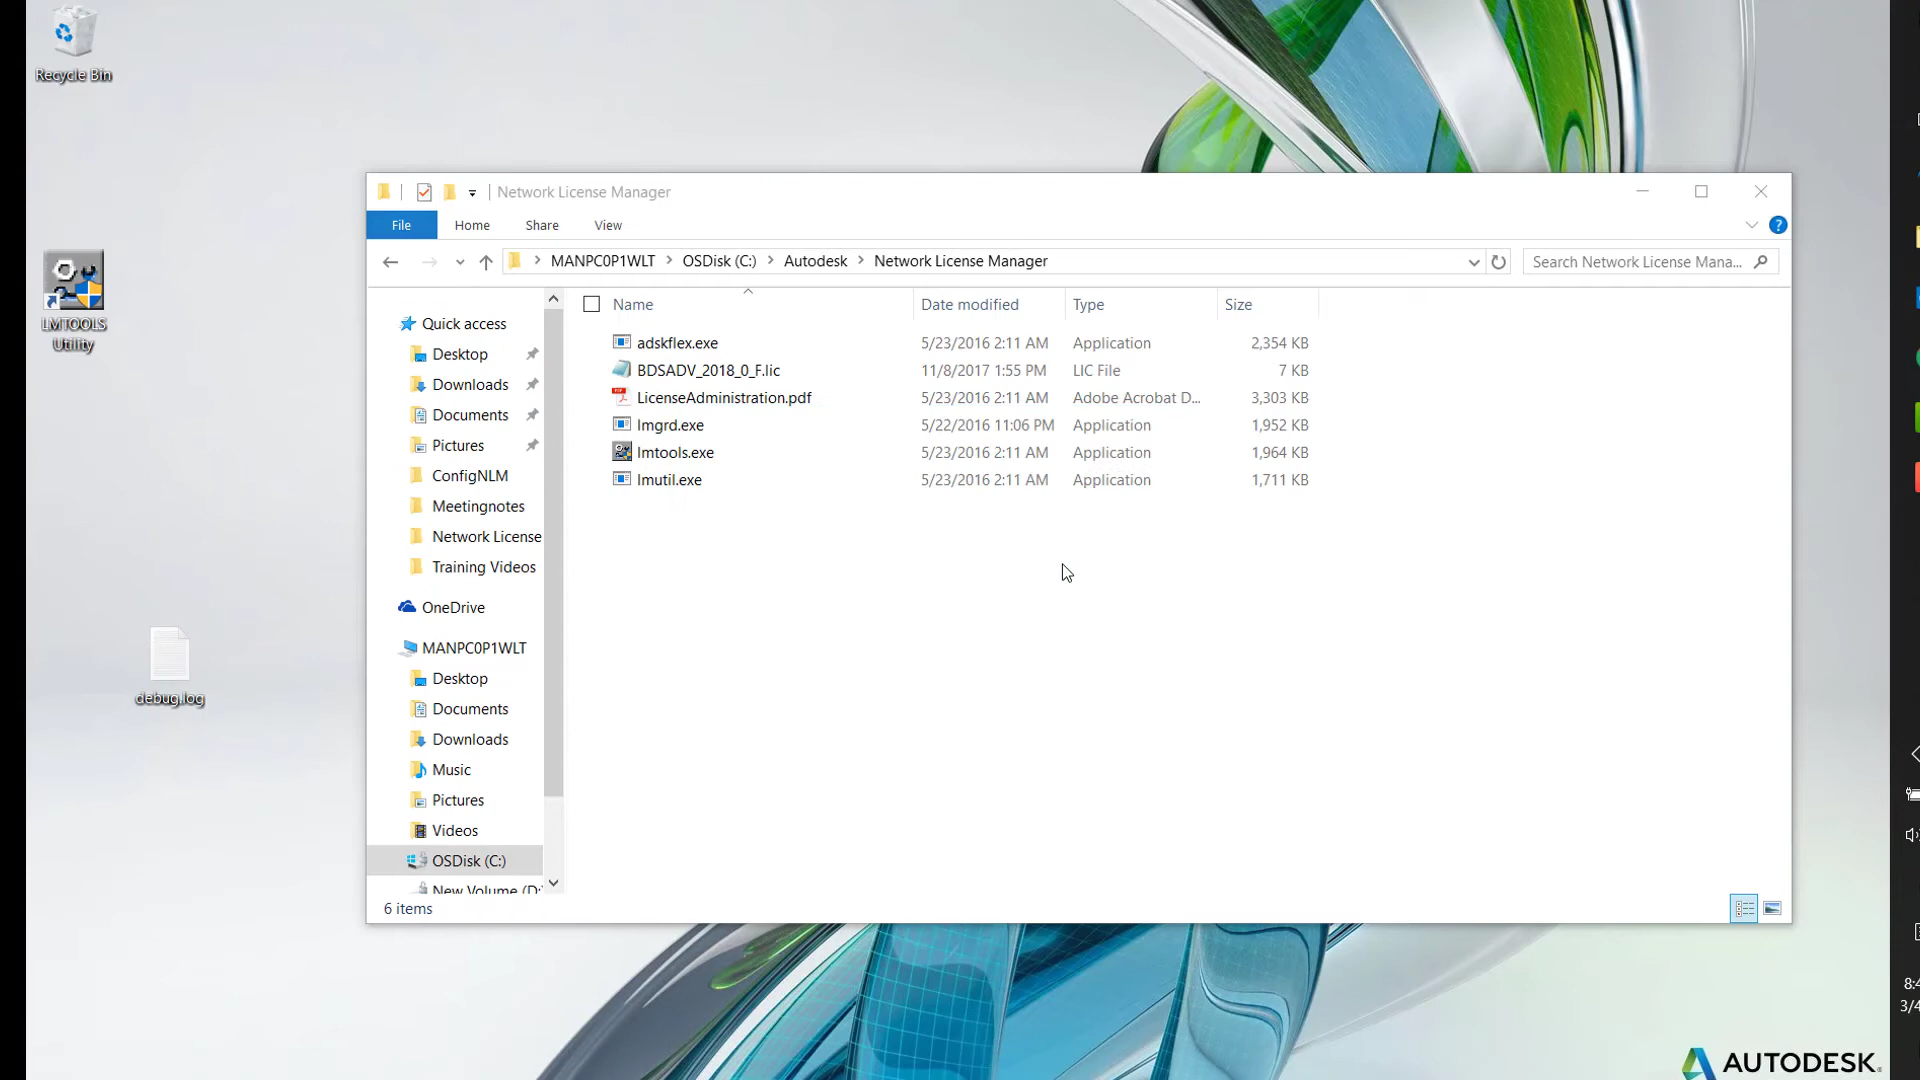 Recycle Bin
LMTOOLS
Utility
debug.log
Network License Manager
File Home Share View
MANPC0P1WLT OSDisk (C:) Autodesk Network License Manager
Search Network License Mana...
Name Date modified Type Size
adskflex.exe 5/23/2016 2:11 AM Application 2,354 KB
BDSADV_2018_0_F.lic 11/8/2017 1:55 PM LIC File 7 KB
LicenseAdministration.pdf 5/23/2016 2:11 AM Adobe Acrobat D... 3,303 KB
lmgrd.exe 5/22/2016 11:06 PM Application 1,952 KB
lmtools.exe 5/23/2016 2:11 AM Application 1,964 KB
lmutil.exe 5/23/2016 2:11 AM Application 1,711 KB
Quick access
Desktop
Downloads
Documents
Pictures
ConfigNLM
Meetingnotes
Network License
Training Videos
OneDrive
MANPC0P1WLT
Desktop
Documents
Downloads
Music
Pictures
Videos
OSDisk (C:)
New Volume (D:
6 items
AUTODESK